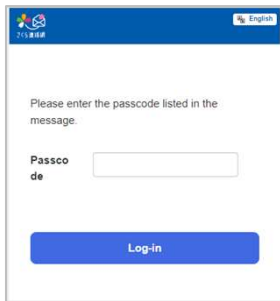 さくら連絡網
English
Please enter the passcode listed in the
message.
Passco
de
Log-in